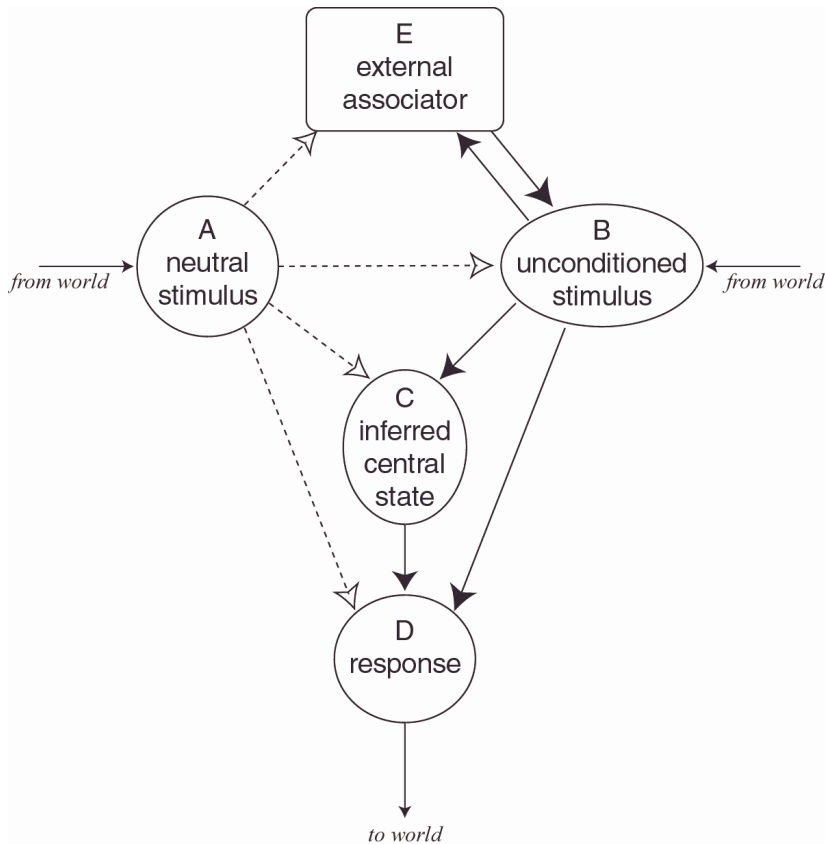 E
external
associator
A
neutral
stimulus
from world
B
unconditioned
stimulus
from world
C
inferred
central
state
D
response
to world